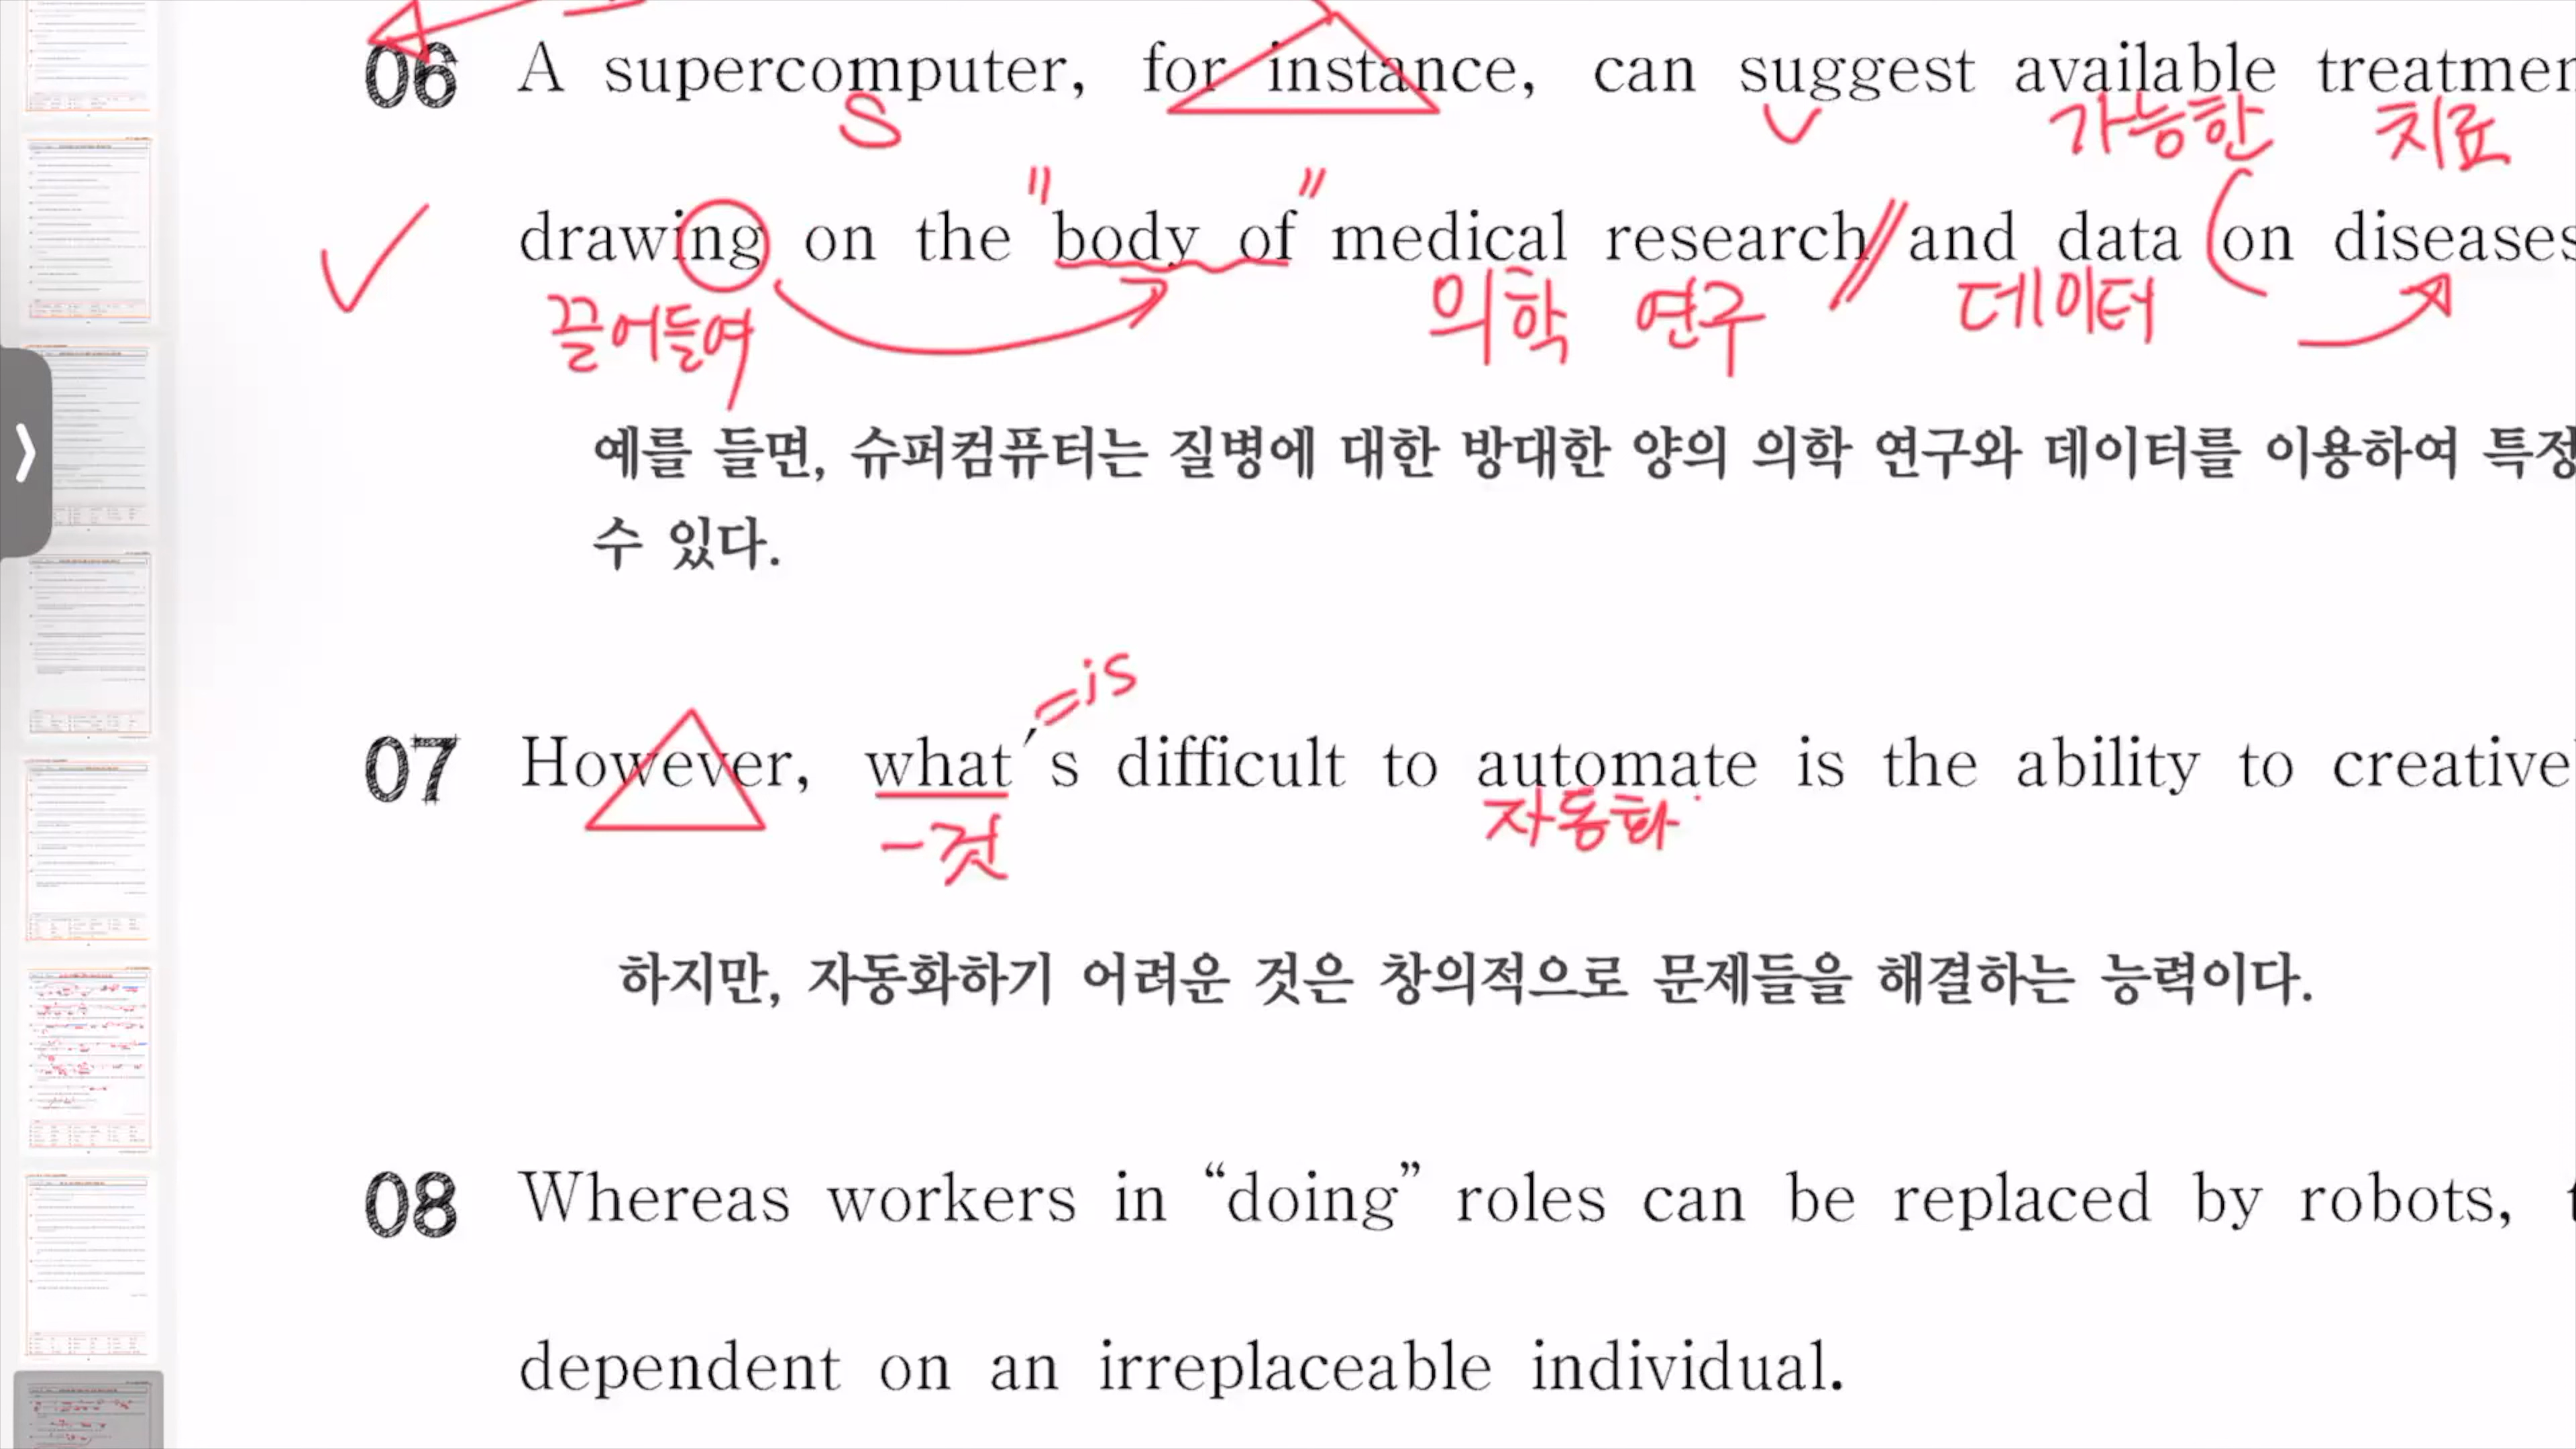 06 A supercomputer, for instance, can suggest available
S 가능한 치료
" "
drawing on the body of medical research and data (on diseases
끌어들여 의학 연구 데이터
예를 들면, 슈퍼컴퓨터는 질병에 대한 방대한 양의 의학 연구와 데이터를 이용하여
수 있다.
=is
07 However, what's difficult to automate is the ability to
-것 자동화
하지만, 자동화하기 어려운 것은 창의적으로 문제들을 해결하는 능력이다.
08 Whereas workers in “doing” roles can be replaced by robots,
dependent on an irreplaceable individual.